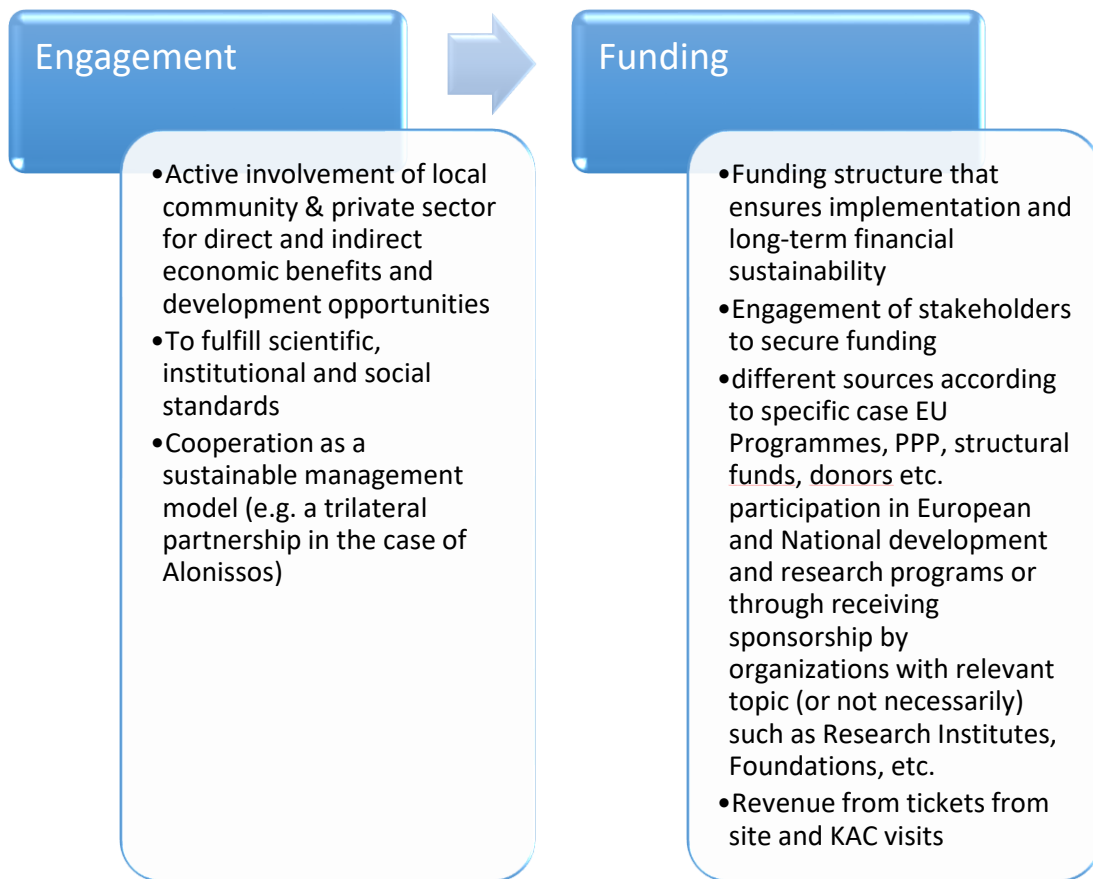 Engagement
•Active involvement of local
community & private sector
for direct and indirect
economic benefits and
development opportunities
•To fulfill scientific,
institutional and social
standards
•Cooperation as a
sustainable management
model (e.g. a trilateral
partnership in the case of
Alonissos)
Funding
•Funding structure that
ensures implementation and
long-term financial
sustainability
•Engagement of stakeholders
to secure funding
•different sources according
to specific case EU
Programmes, PPP, structural
funds, donors etc.
participation in European
and National development
and research programs or
through receiving
sponsorship by
organizations with relevant
topic (or not necessarily)
such as Research Institutes,
Foundations, etc.
•Revenue from tickets from
site and KAC visits